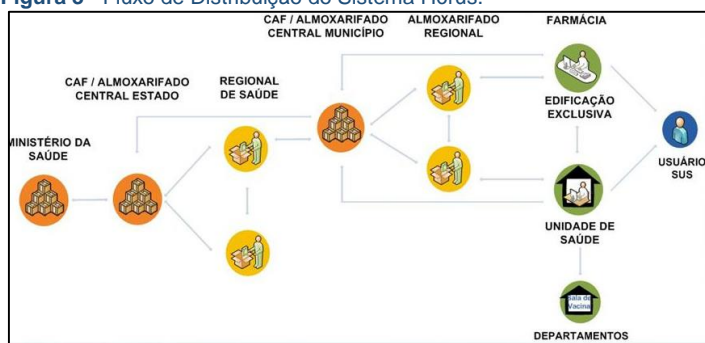 Figura 3 - Fluxo de Distribuição do Sistema Hórus.
CAF / ALMOXARIFADO
CENTRAL MUNICÍPIO
ALMOXARIFADO
REGIONAL
FARMÁCIA
CAF / ALMOXARIFADO
CENTRAL ESTADO
REGIONAL
DE SAÚDE
EDIFICAÇÃO
EXCLUSIVA
MINISTÉRIO DA
SAÚDE
USUÁRIO
SUS
UNIDADE DE
SAÚDE
Sala de
Vacina
DEPARTAMENTOS